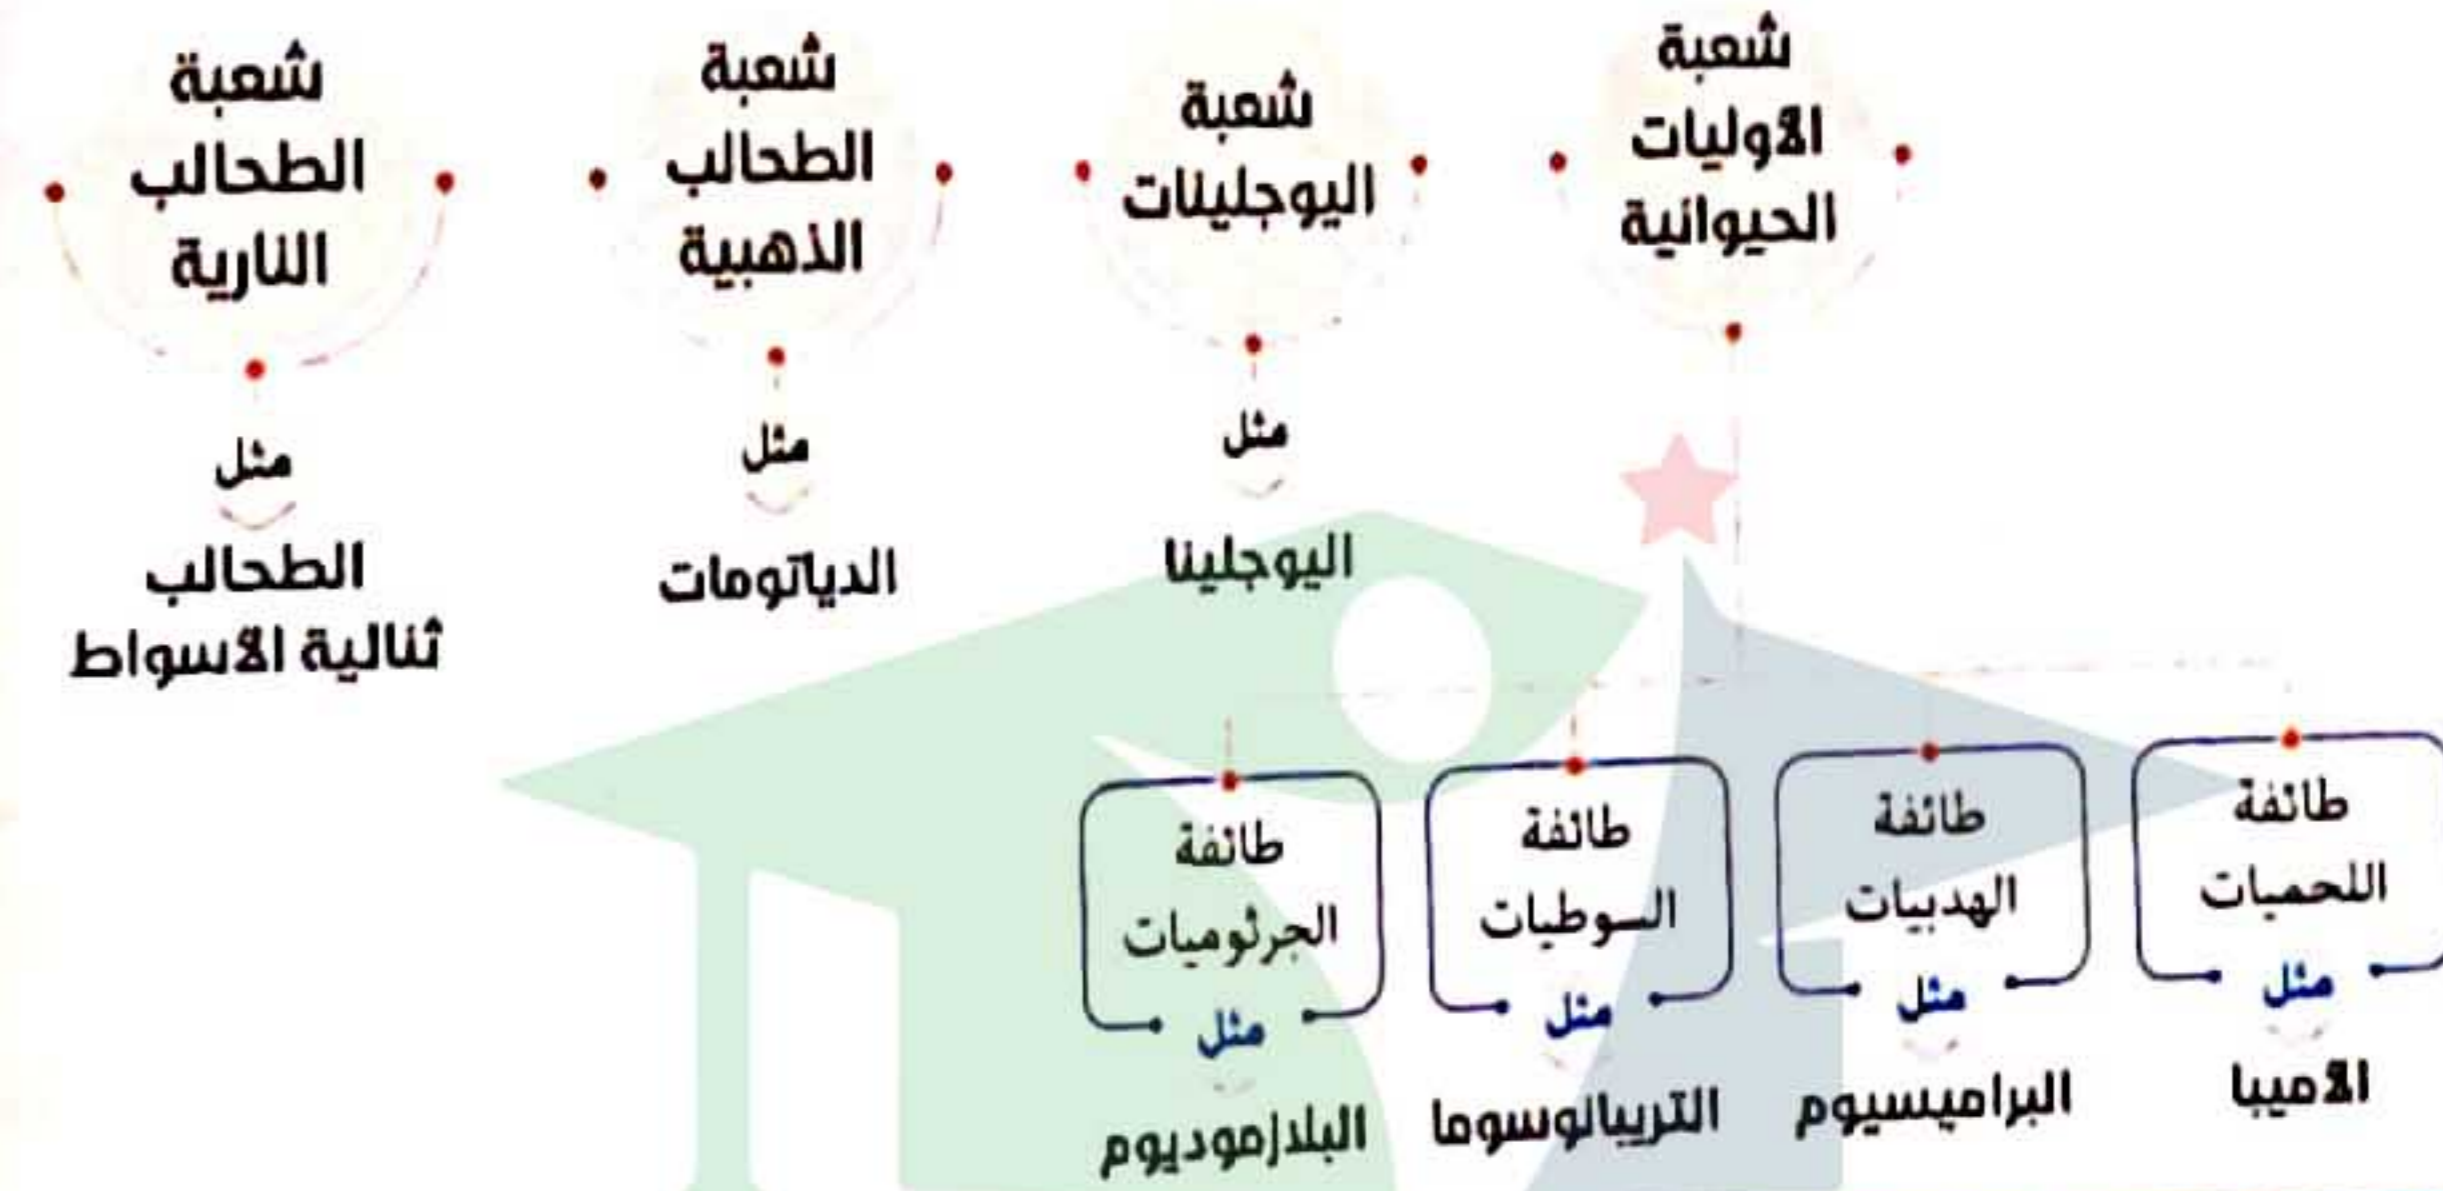 شعبة
الأوليات
الحيوانية
شعبة
اليوجلينات
مثل
اليوجلينا
شعبة
الطحالب
الذهبية
مثل
الدياتومات
شعبة
الطحالب
النارية
مثل
الطحالب
ثنائية الأسواط
طائفة
اللحميات
مثل
الأميبا
طائفة
الهدبيات
مثل
البراميسيوم
طائفة
السوطيات
مثل
التريبانوسوما
طائفة
الجرثوميات
مثل
البلازموديوم